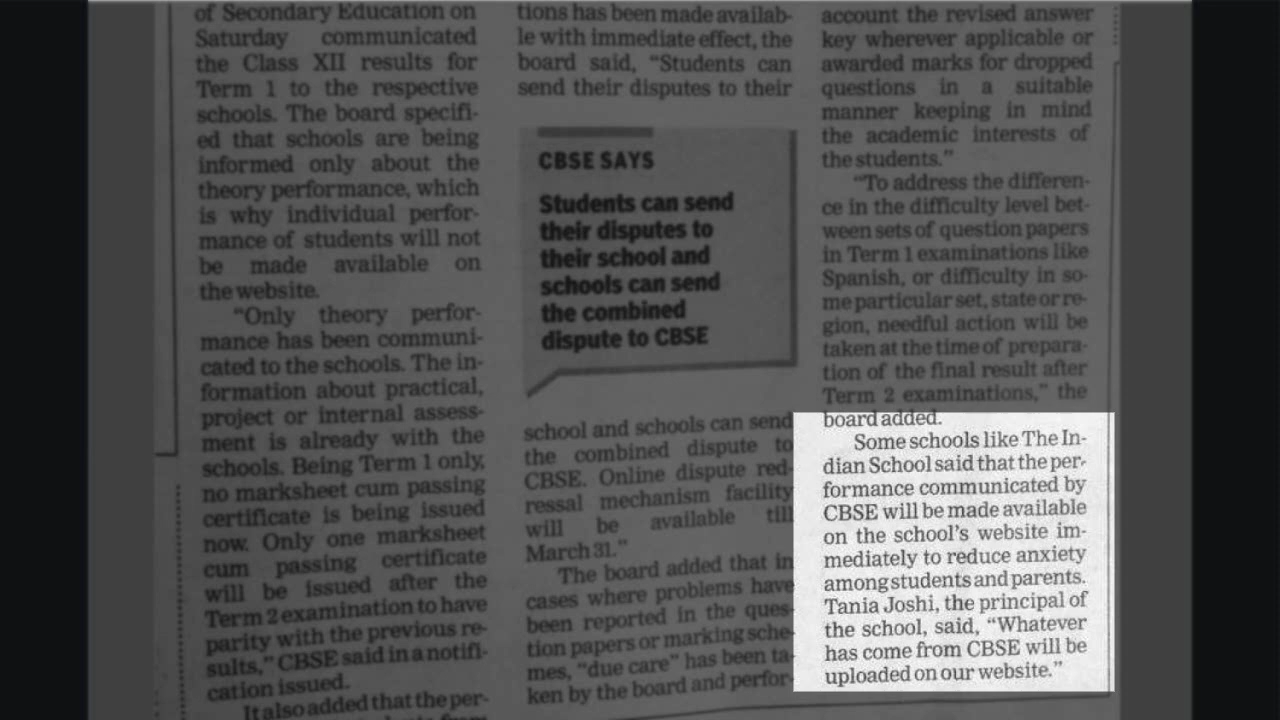 of Secondary Education on
Saturday communicated
the Class XII results for
Term 1 to the respective
schools. The board specifi-
ed that schools are being
informed only about the
theory performance, which
is why individual perfor-
mance of students will not
be made available on
the website.
"Only theory perfor-
mance has been communi-
cated to the schools. The in-
formation about practical,
project or internal assess-
ment is already with the
schools. Being Term 1 only,
no marksheet cum passing
certificate is being issued
now. Only one marksheet
cum passing certificate
will be issued after the
Term 2 examination to have
parity with the previous re-
sults," CBSE said in a notifi-
cation issued.
It also added that the per-
tions has been made availab-
le with immediate effect, the
board said, "Students can
send their disputes to their
CBSE SAYS
Students can send
their disputes to
their school and
schools can send
the combined
dispute to CBSE
school and schools can send
the combined dispute to
CBSE. Online dispute red-
ressal mechanism facility
will be available till
March 31."
The board added that in
cases where problems have
been reported in the ques-
tion papers or marking sche-
mes, "due care" has been ta-
ken by the board and perfor-
account the revised answer
key wherever applicable or
awarded marks for dropped
questions in a suitable
manner keeping in mind
the academic interests of
the students."
"To address the differen-
ce in the difficulty level bet-
ween sets of question papers
in Term 1 examinations like
Spanish, or difficulty in so-
me particular set, state or re-
gion, needful action will be
taken at the time of prepara-
tion of the final result after
Term 2 examinations," the
board added.
Some schools like The In-
dian School said that the per-
formance communicated by
CBSE will be made available
on the school's website im-
mediately to reduce anxiety
among students and parents.
Tania Joshi, the principal of
the school, said, "Whatever
has come from CBSE will be
uploaded on our website."